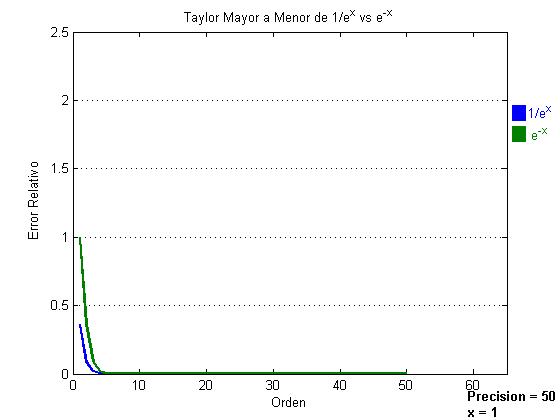 Taylor Mayor a Menor de 1/e^x vs e^-x
2.5
2
1.5
1
0.5
0
Error Relativo
0 10 20 30 40 50 60
Orden
1/e^x
e^-x
Precision = 50
x = 1